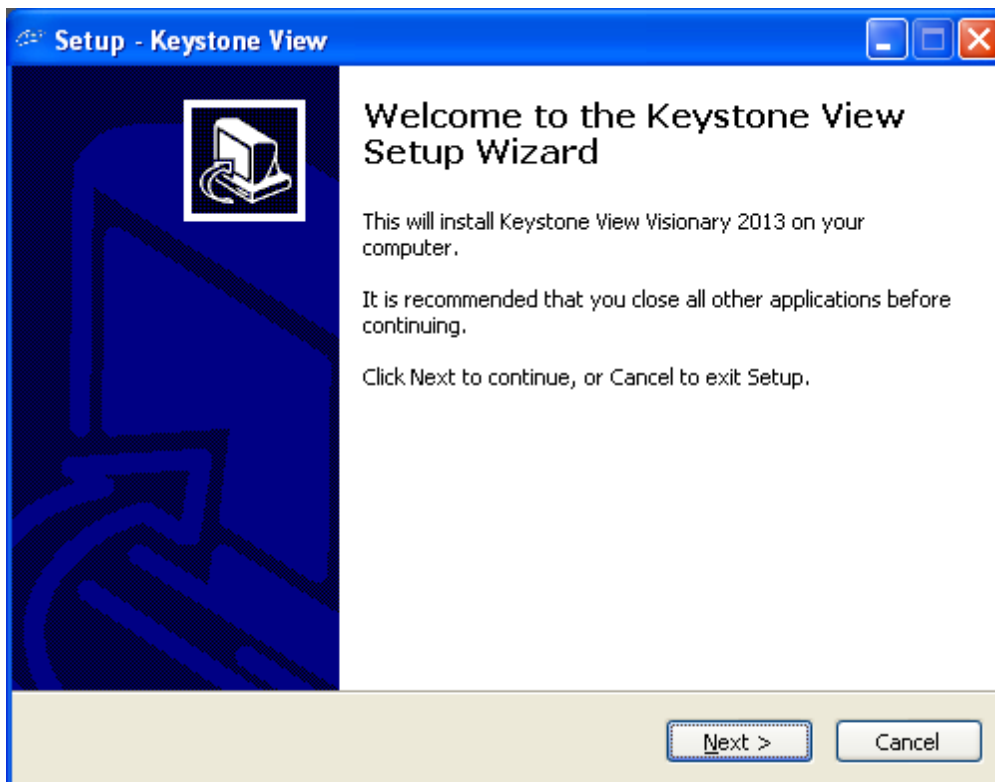 Setup - Keystone View
Welcome to the Keystone View
Setup Wizard
This will install Keystone View Visionary 2013 on your
computer.
It is recommended that you close all other applications before
continuing.
Click Next to continue, or Cancel to exit Setup.
Next >
Cancel